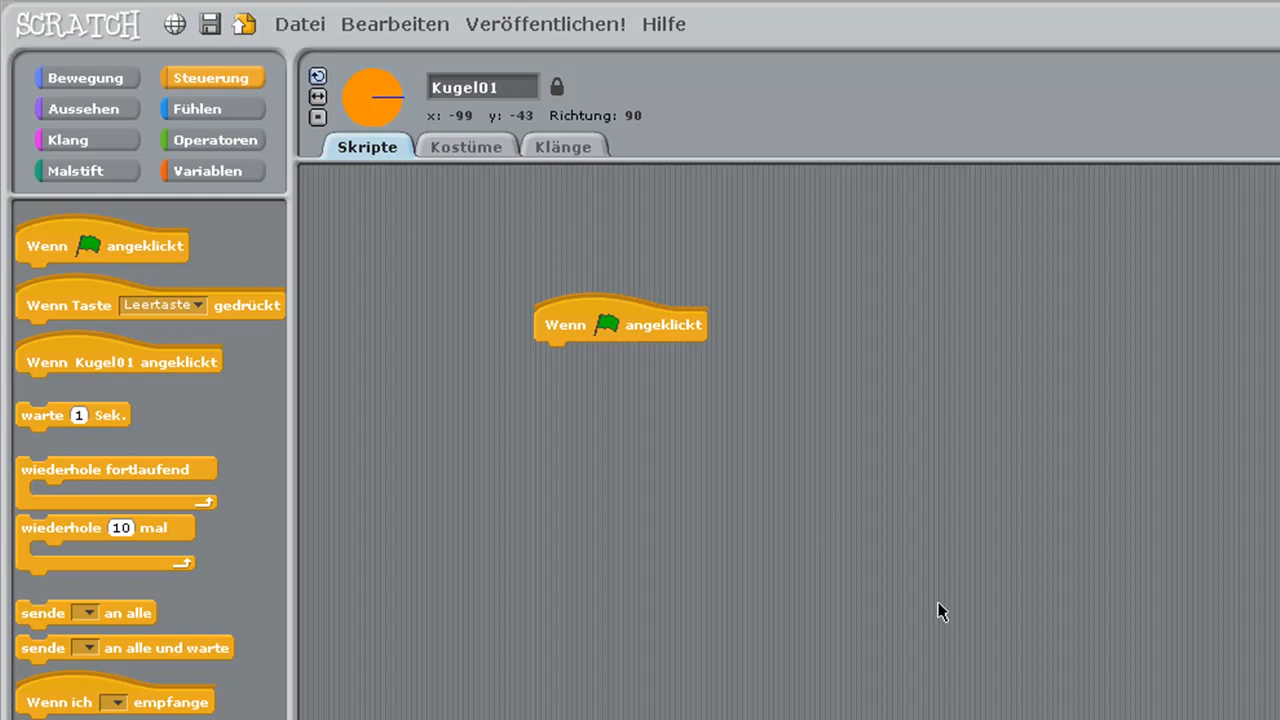 SCRATCH Datei Bearbeiten Veröffentlichen! Hilfe
Bewegung Steuerung
Aussehen Fühlen
Klang Operatoren
Malstift Variablen
Kugel01
x: -99 y: -43 Richtung: 90
Skripte Kostüme Klänge
Wenn angeklickt
Wenn Taste Leertaste gedrückt
Wenn Kugel01 angeklickt
warte 1 Sek.
wiederhole fortlaufend
wiederhole 10 mal
sende an alle
sende an alle und warte
Wenn ich empfange
Wenn angeklickt